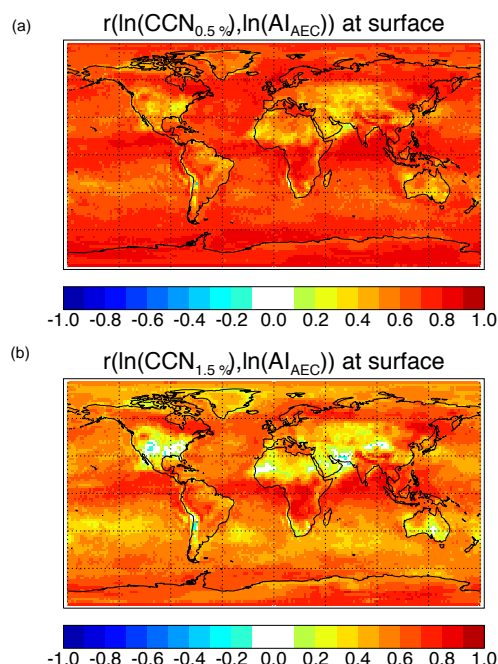 (a)
r(ln(CCN0.5 %),ln(AIAEC)) at surface
-1.0 -0.8 -0.6 -0.4 -0.2 0.0 0.2 0.4 0.6 0.8 1.0
(b)
r(ln(CCN1.5 %),ln(AIAEC)) at surface
-1.0 -0.8 -0.6 -0.4 -0.2 0.0 0.2 0.4 0.6 0.8 1.0